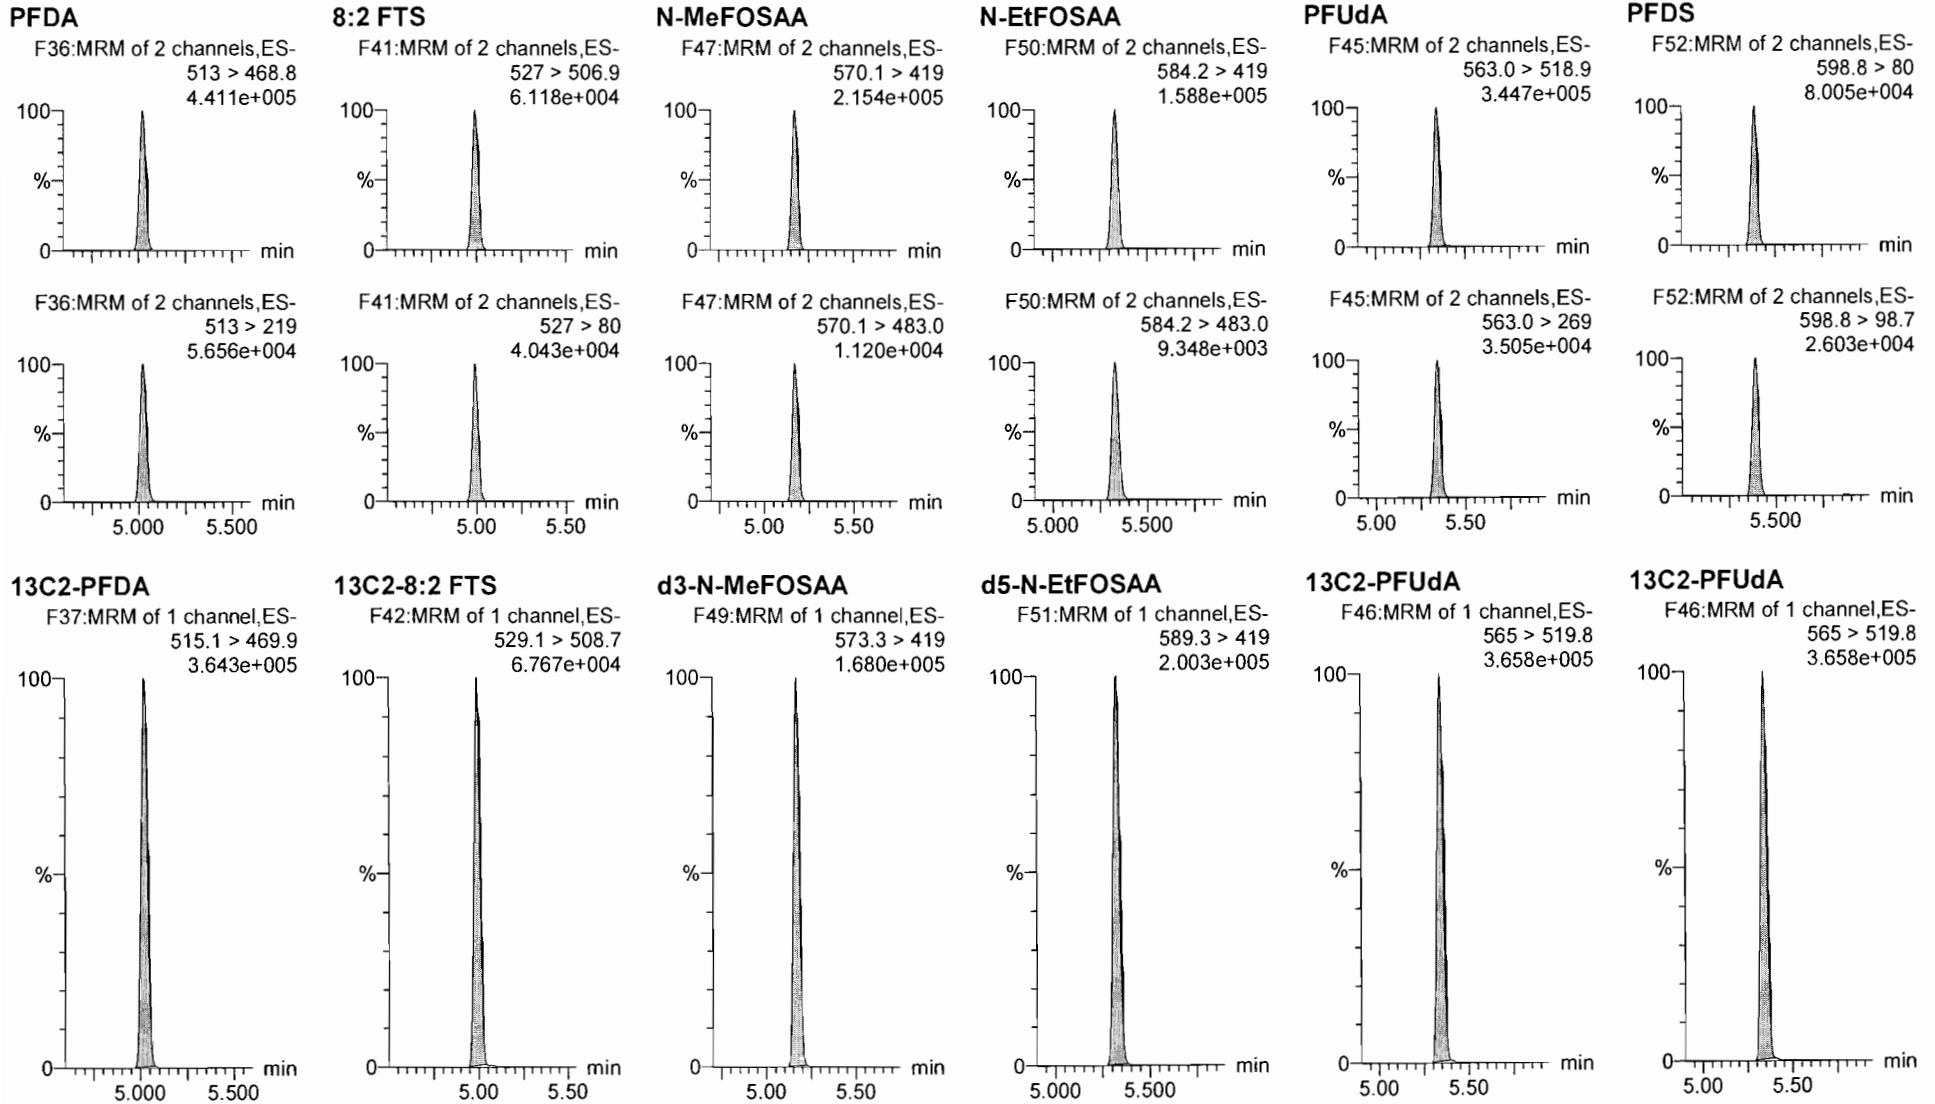 PFDA
F36:MRM of 2 channels,ES-
513 > 468.8
4.411e+005
100
%
0
min
F36:MRM of 2 channels,ES-
513 > 219
5.656e+004
100
%
0
min
5.000 5.500
13C2-PFDA
F37:MRM of 1 channel,ES-
515.1 > 469.9
3.643e+005
100
%
0
min
5.000 5.500
8:2 FTS
F41:MRM of 2 channels,ES-
527 > 506.9
6.118e+004
100
%
0
min
F41:MRM of 2 channels,ES-
527 > 80
4.043e+004
100
%
0
min
5.00 5.50
13C2-8:2 FTS
F42:MRM of 1 channel,ES-
529.1 > 508.7
6.767e+004
100
%
0
min
5.00 5.50
N-MeFOSAA
F47:MRM of 2 channels,ES-
570.1 > 419
2.154e+005
100
%
0
min
F47:MRM of 2 channels,ES-
570.1 > 483.0
1.120e+004
100
%
0
min
5.00 5.50
d3-N-MeFOSAA
F49:MRM of 1 channel,ES-
573.3 > 419
1.680e+005
100
%
0
min
5.00 5.50
N-EtFOSAA
F50:MRM of 2 channels,ES-
584.2 > 419
1.588e+005
100
%
0
min
F50:MRM of 2 channels,ES-
584.2 > 483.0
9.348e+003
100
%
0
min
5.000 5.500
d5-N-EtFOSAA
F51:MRM of 1 channel,ES-
589.3 > 419
2.003e+005
100
%
0
min
5.000 5.500
PFUdA
F45:MRM of 2 channels,ES-
563.0 > 518.9
3.447e+005
100
%
0
min
F45:MRM of 2 channels,ES-
563.0 > 269
3.505e+004
100
%
0
min
5.00 5.50
13C2-PFUdA
F46:MRM of 1 channel,ES-
565 > 519.8
3.658e+005
100
%
0
min
5.00 5.50
PFDS
F52:MRM of 2 channels,ES-
598.8 > 80
8.005e+004
100
%
0
min
F52:MRM of 2 channels,ES-
598.8 > 98.7
2.603e+004
100
%
0
min
5.500
13C2-PFUdA
F46:MRM of 1 channel,ES-
565 > 519.8
3.658e+005
100
%
0
min
5.00 5.50